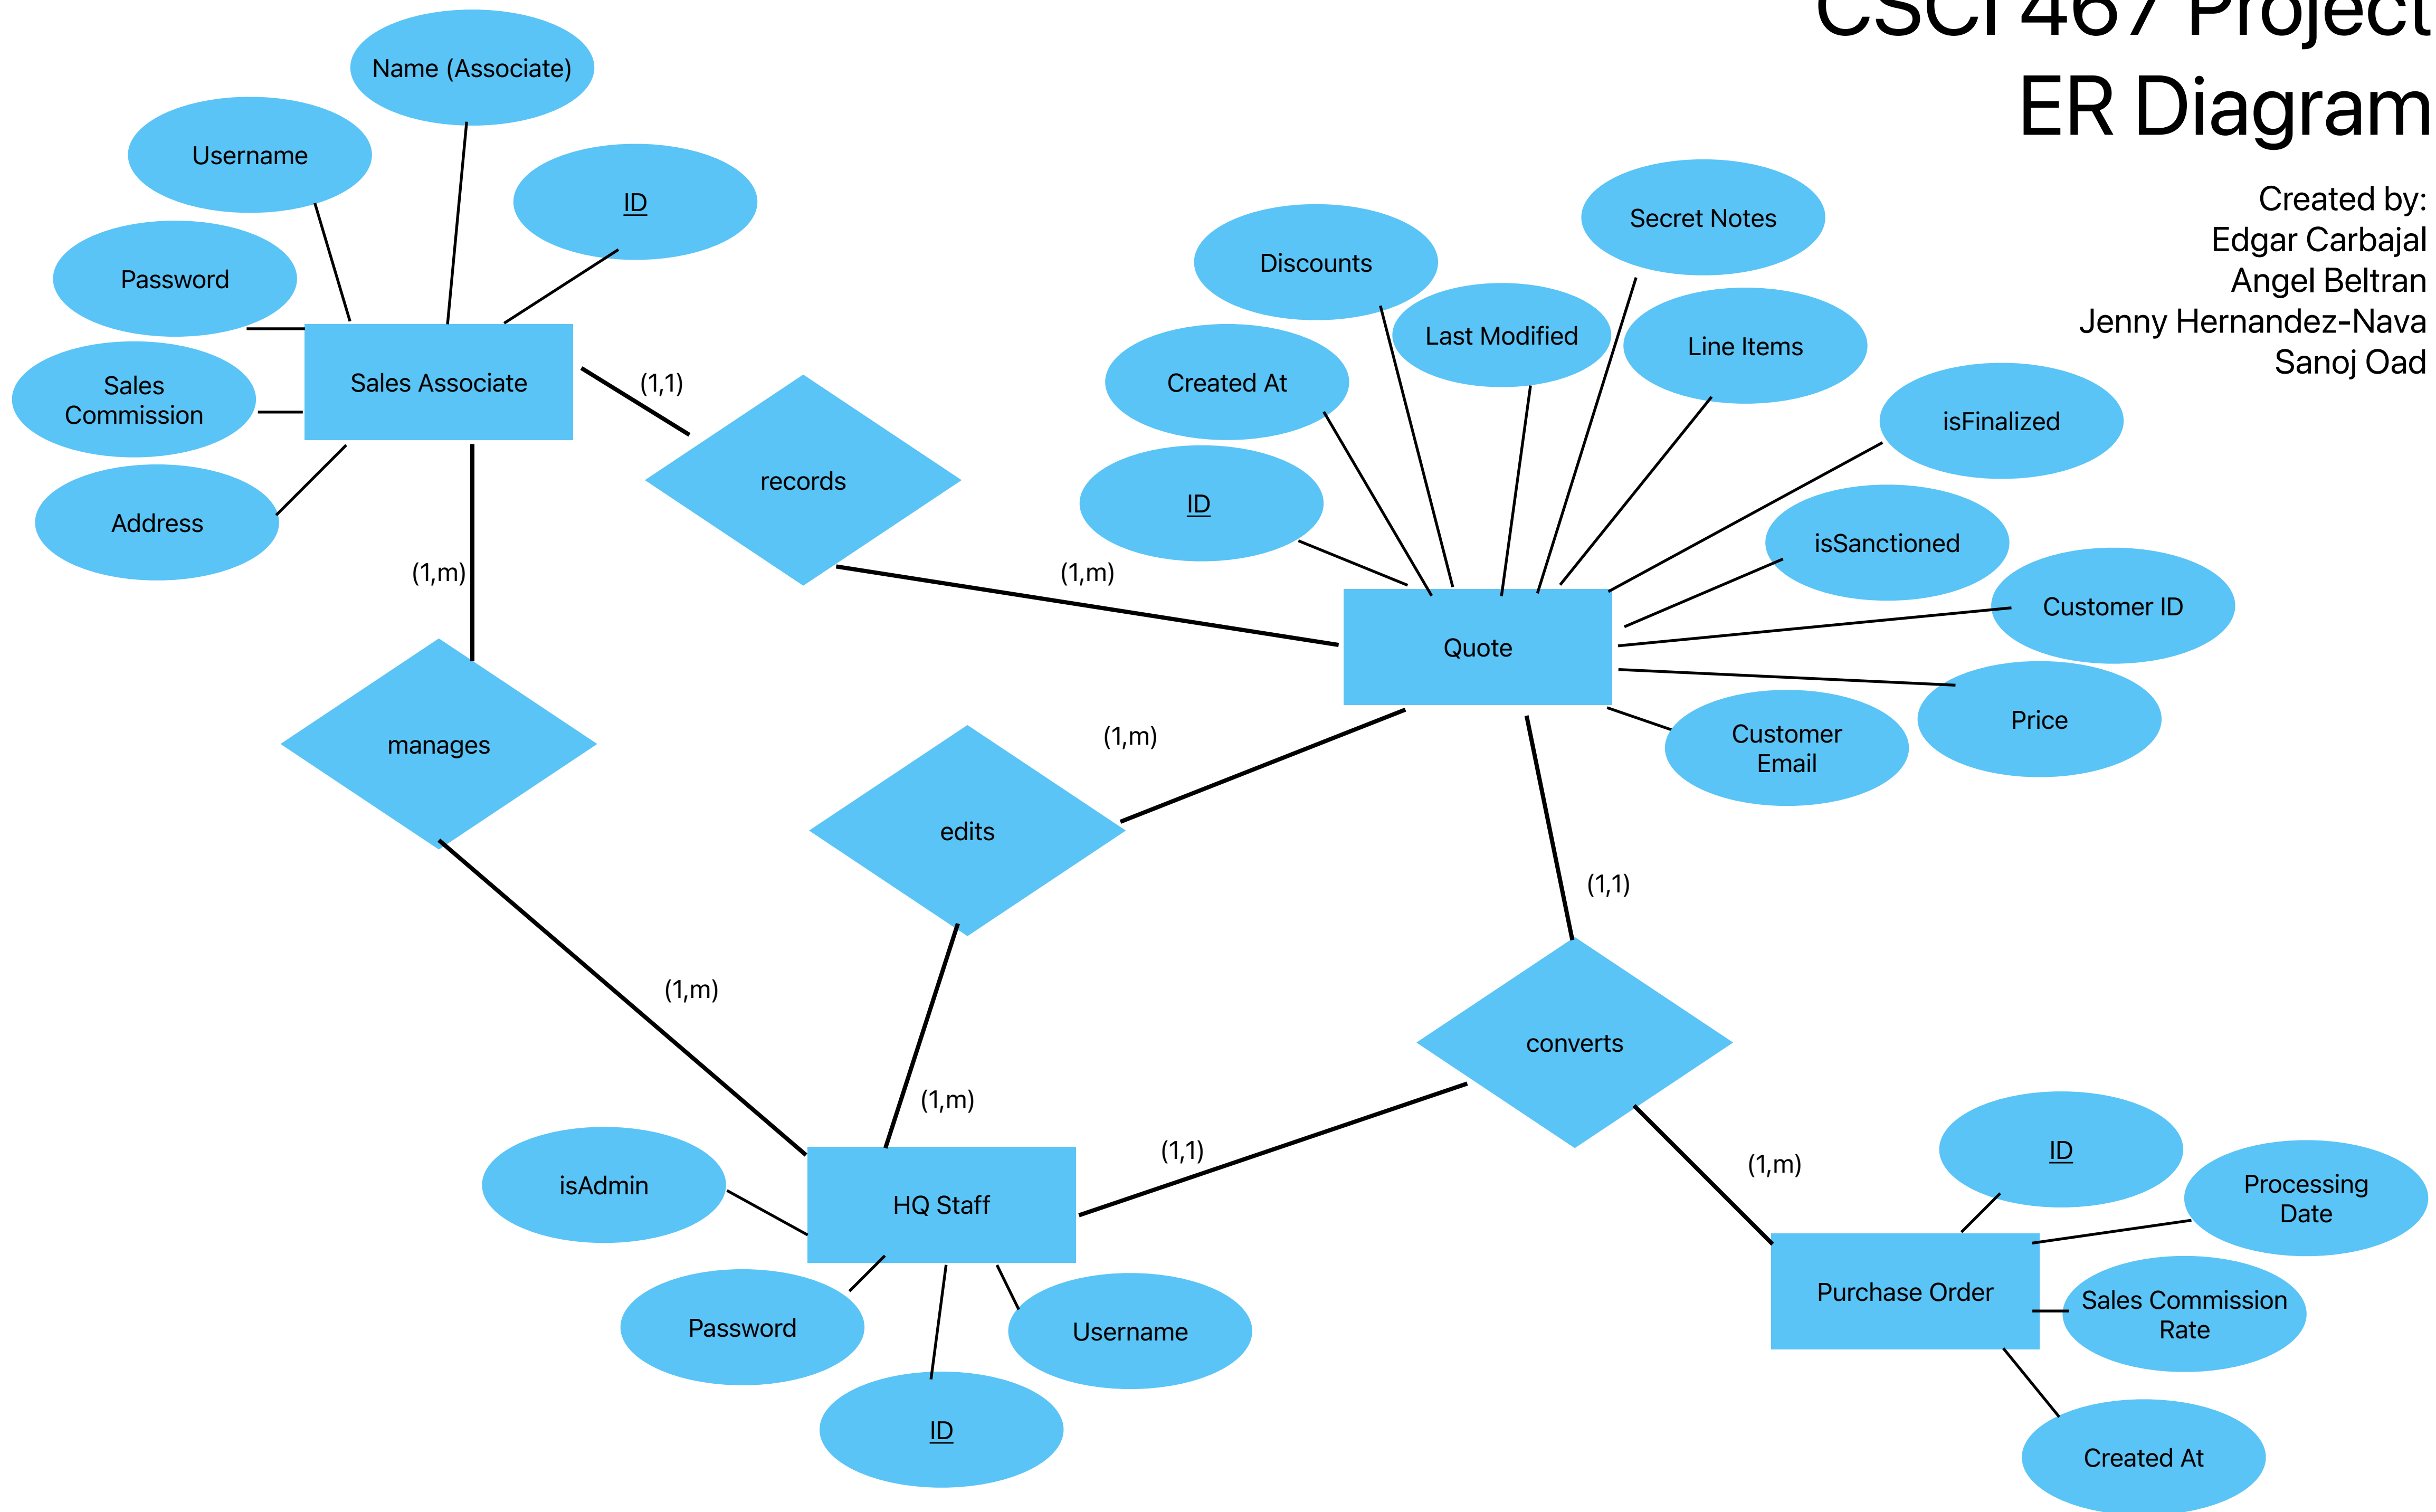 CSCI 467 Project
ER Diagram
Created by:
Edgar Carbajal
Angel Beltran
Jenny Hernandez-Nava
Sanoj Oad
Name (Associate)
Username
ID
Password
Sales
Commission
Address
Sales Associate
(1,1)
records
(1,m)
(1,m)
manages
(1,m)
Secret Notes
Discounts
Last Modified
Line Items
Created At
ID
isFinalized
isSanctioned
Customer ID
Price
Customer
Email
Quote
(1,m)
edits
(1,m)
(1,1)
converts
(1,1)
(1,m)
isAdmin
HQ Staff
Password
Username
ID
ID
Processing
Date
Purchase Order
Sales Commission
Rate
Created At